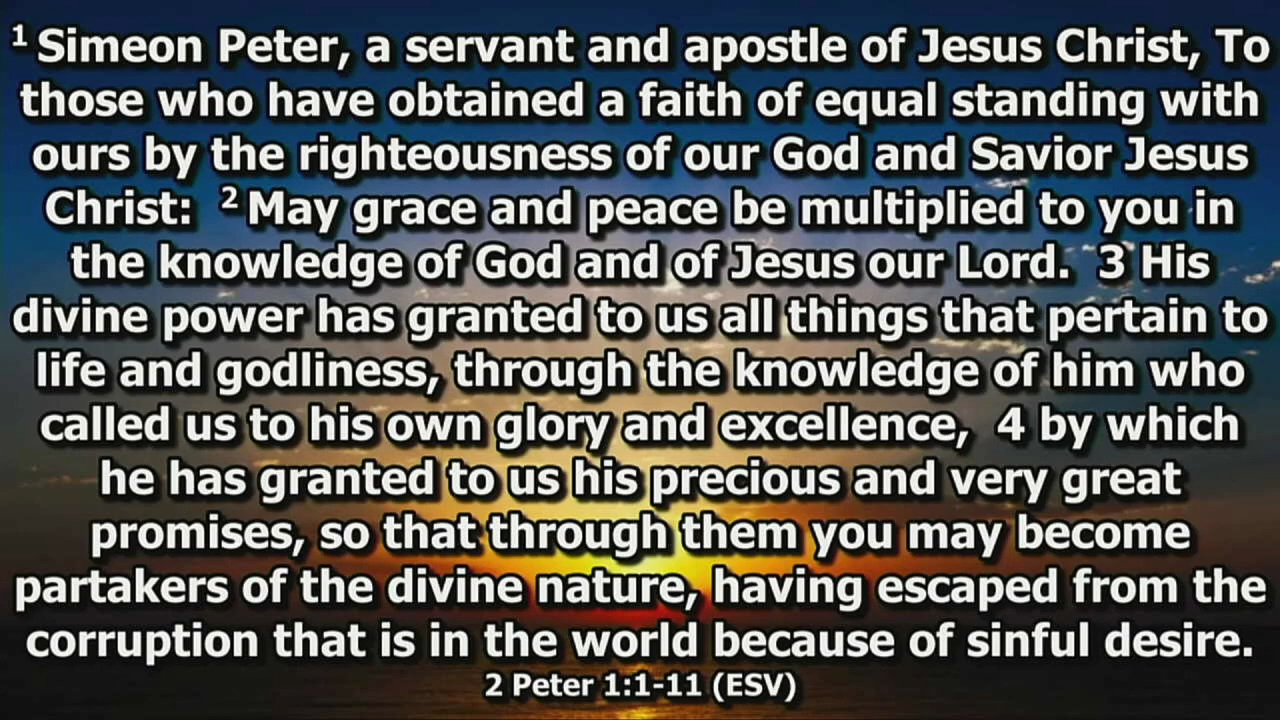 1 Simeon Peter, a servant and apostle of Jesus Christ, To
those who have obtained a faith of equal standing with
ours by the righteousness of our God and Savior Jesus
Christ: 2 May grace and peace be multiplied to you in
the knowledge of God and of Jesus our Lord. 3 His
divine power has granted to us all things that pertain to
life and godliness, through the knowledge of him who
called us to his own glory and excellence, 4 by which
he has granted to us his precious and very great
promises, so that through them you may become
partakers of the divine nature, having escaped from the
corruption that is in the world because of sinful desire.
2 Peter 1:1-11 (ESV)